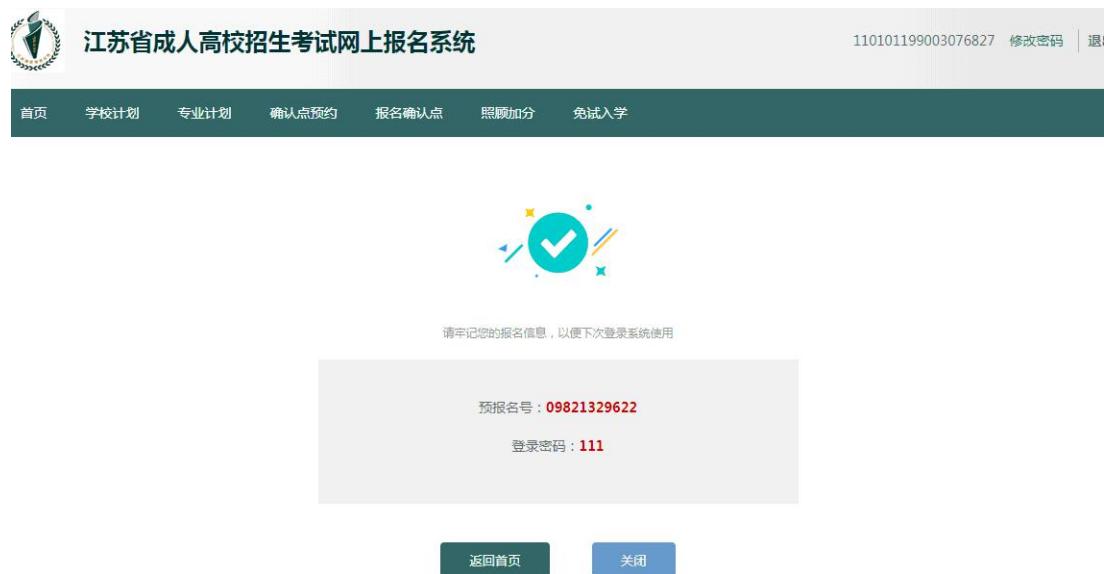 江苏省成人高校招生考试网上报名系统
110101199003076827 修改密码 退出
首页 学校计划 专业计划 确认点预约 报名确认点 照顾加分 免试入学
请牢记您的报名信息，以便下次登录系统使用
预报名号：09821329622
登录密码：111
返回首页 关闭